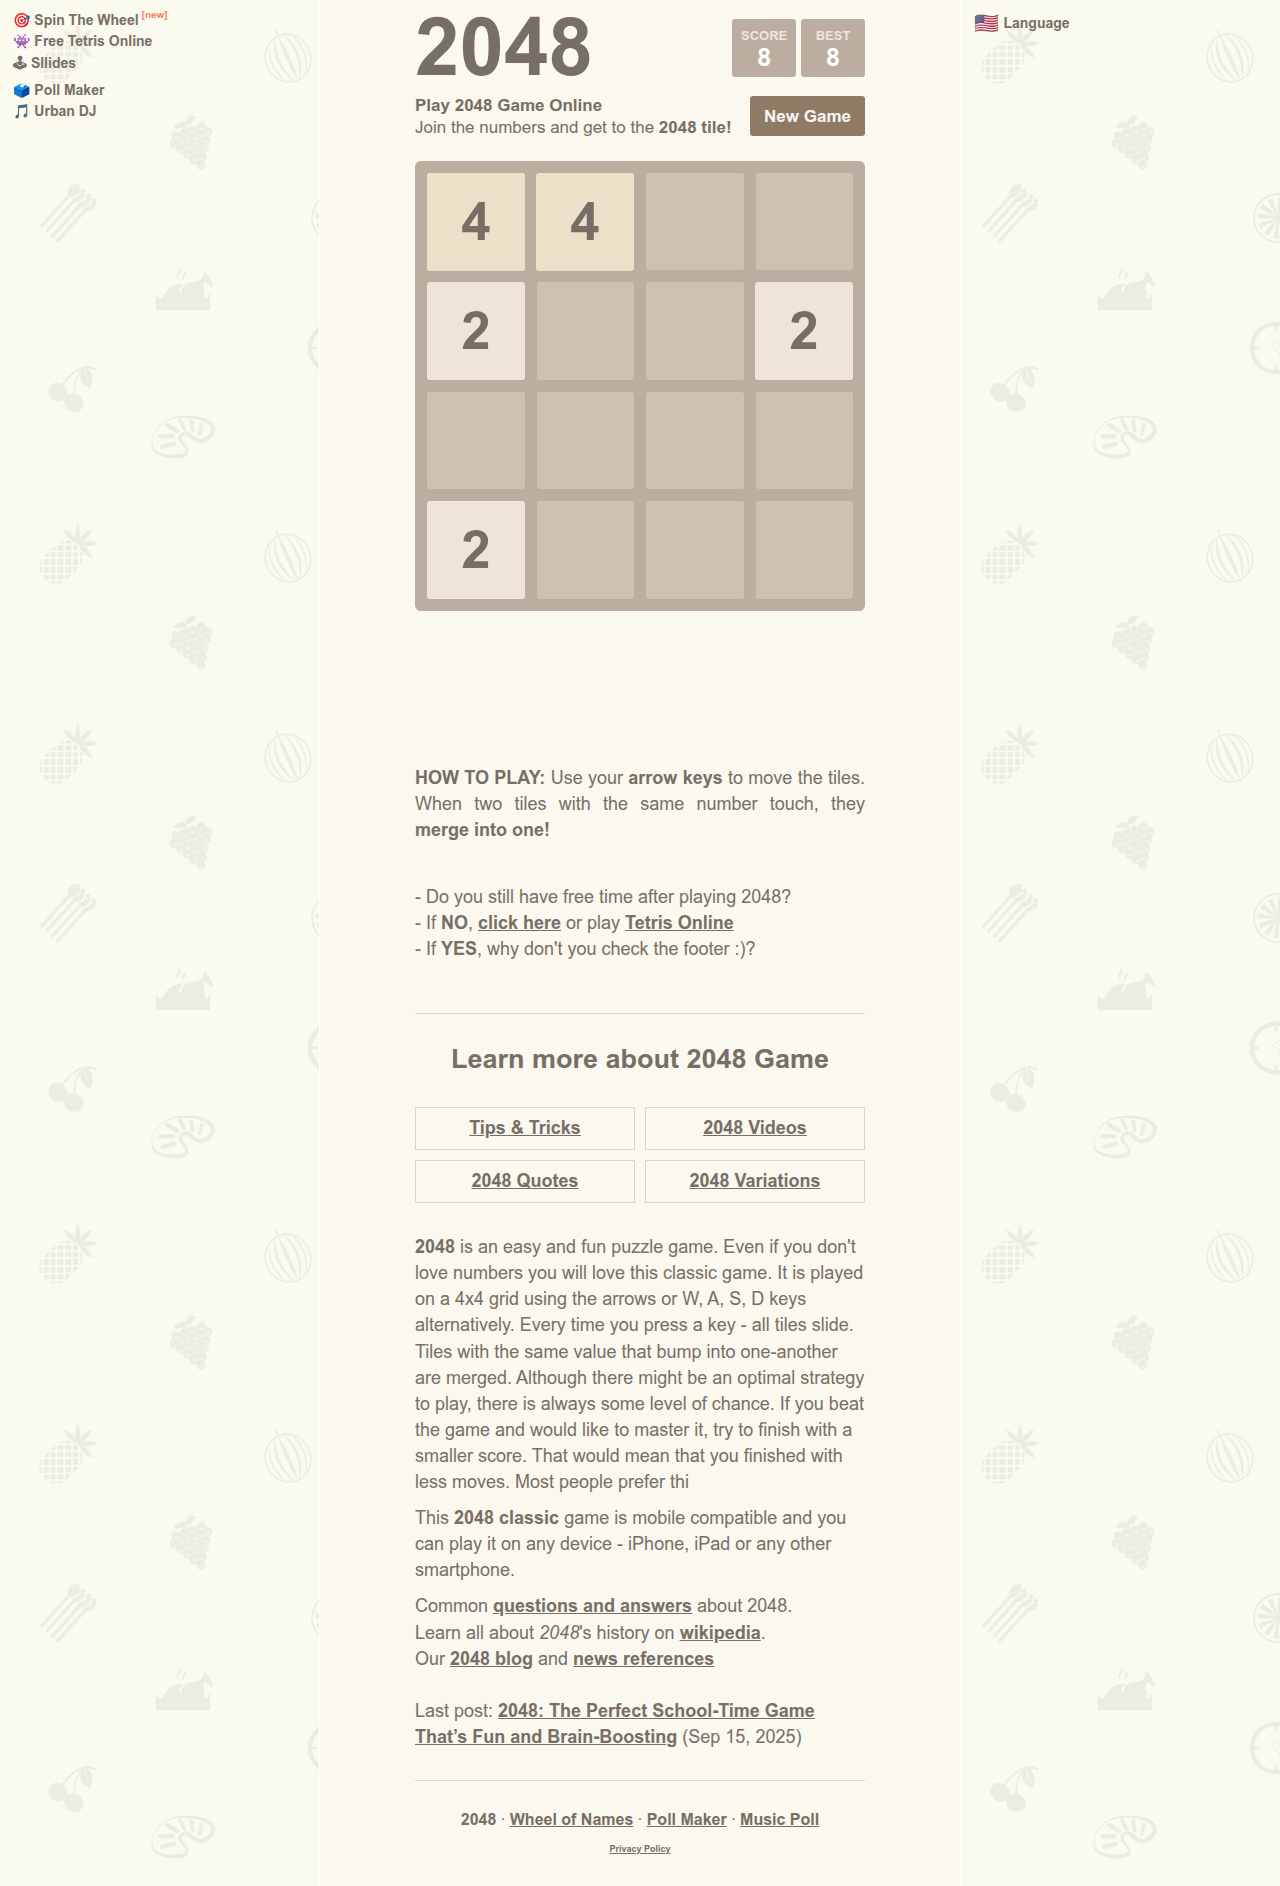 🎯 Spin The Wheel [new]
👾 Free Tetris Online
🕹 Sllides
🗳 Poll Maker
🎵 Urban DJ
2048
SCORE
8
BEST
8
Play 2048 Game Online
Join the numbers and get to the 2048 tile!
New Game
🇺🇸 Language
4 4
2 2
2
HOW TO PLAY: Use your arrow keys to move the tiles.
When two tiles with the same number touch, they
merge into one!
- Do you still have free time after playing 2048?
- If NO, click here or play Tetris Online
- If YES, why don't you check the footer :)?
Learn more about 2048 Game
Tips & Tricks
2048 Videos
2048 Quotes
2048 Variations
2048 is an easy and fun puzzle game. Even if you don't
love numbers you will love this classic game. It is played
on a 4x4 grid using the arrows or W, A, S, D keys
alternatively. Every time you press a key - all tiles slide.
Tiles with the same value that bump into one-another
are merged. Although there might be an optimal strategy
to play, there is always some level of chance. If you beat
the game and would like to master it, try to finish with a
smaller score. That would mean that you finished with
less moves. Most people prefer thi
This 2048 classic game is mobile compatible and you
can play it on any device - iPhone, iPad or any other
smartphone.
Common questions and answers about 2048.
Learn all about 2048's history on wikipedia.
Our 2048 blog and news references
Last post: 2048: The Perfect School-Time Game
That’s Fun and Brain-Boosting (Sep 15, 2025)
2048 · Wheel of Names · Poll Maker · Music Poll
Privacy Policy